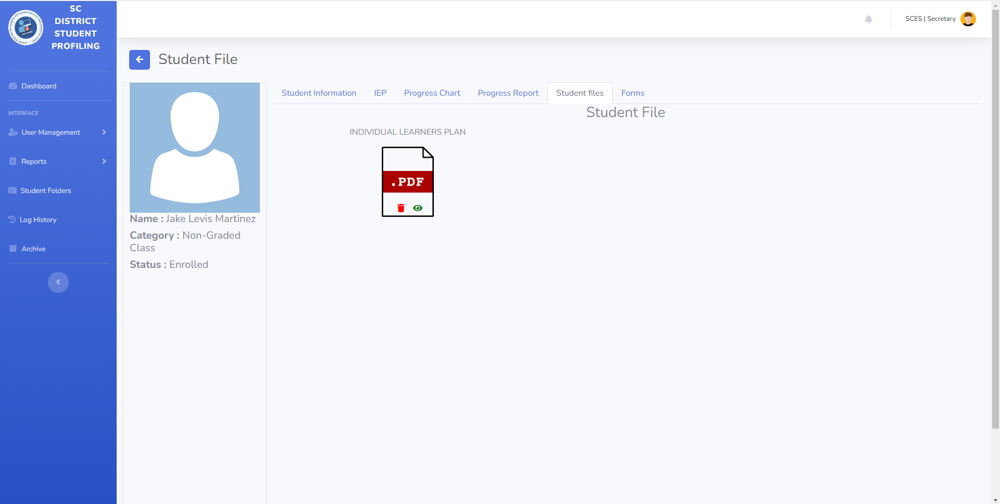 SC
DISTRICT
STUDENT
PROFILING
Dashboard
INTERFACE
User Management
Reports
Student Folders
Log History
Archive
SCES | Secretary
Student File
Name : Jake Levis Martinez
Category : Non-Graded
Class
Status : Enrolled
Student Information
IEP
Progress Chart
Progress Report
Student files
Forms
Student File
INDIVIDUAL LEARNERS PLAN
.PDF